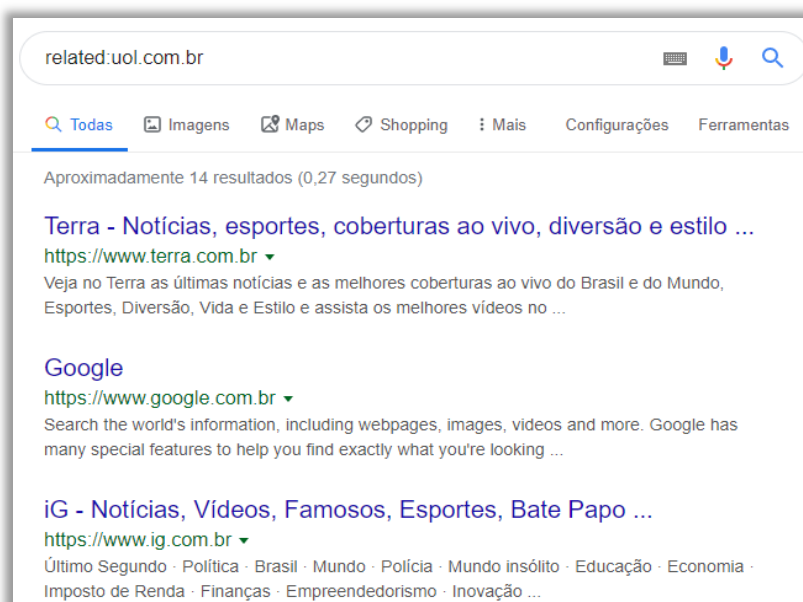 related:uol.com.br
Todas Imagens Maps Shopping Mais Configurações Ferramentas
Aproximadamente 14 resultados (0,27 segundos)
Terra - Notícias, esportes, coberturas ao vivo, diversão e estilo ...
https://www.terra.com.br
Veja no Terra as últimas notícias e as melhores coberturas ao vivo do Brasil e do Mundo,
Esportes, Diversão, Vida e Estilo e assista os melhores vídeos no ...
Google
https://www.google.com.br
Search the world's information, including webpages, images, videos and more. Google has
many special features to help you find exactly what you're looking ...
iG - Notícias, Vídeos, Famosos, Esportes, Bate Papo ...
https://www.ig.com.br
Último Segundo · Política · Brasil · Mundo · Polícia · Mundo insólito · Educação · Economia ·
Imposto de Renda · Finanças · Empreendedorismo · Inovação ...